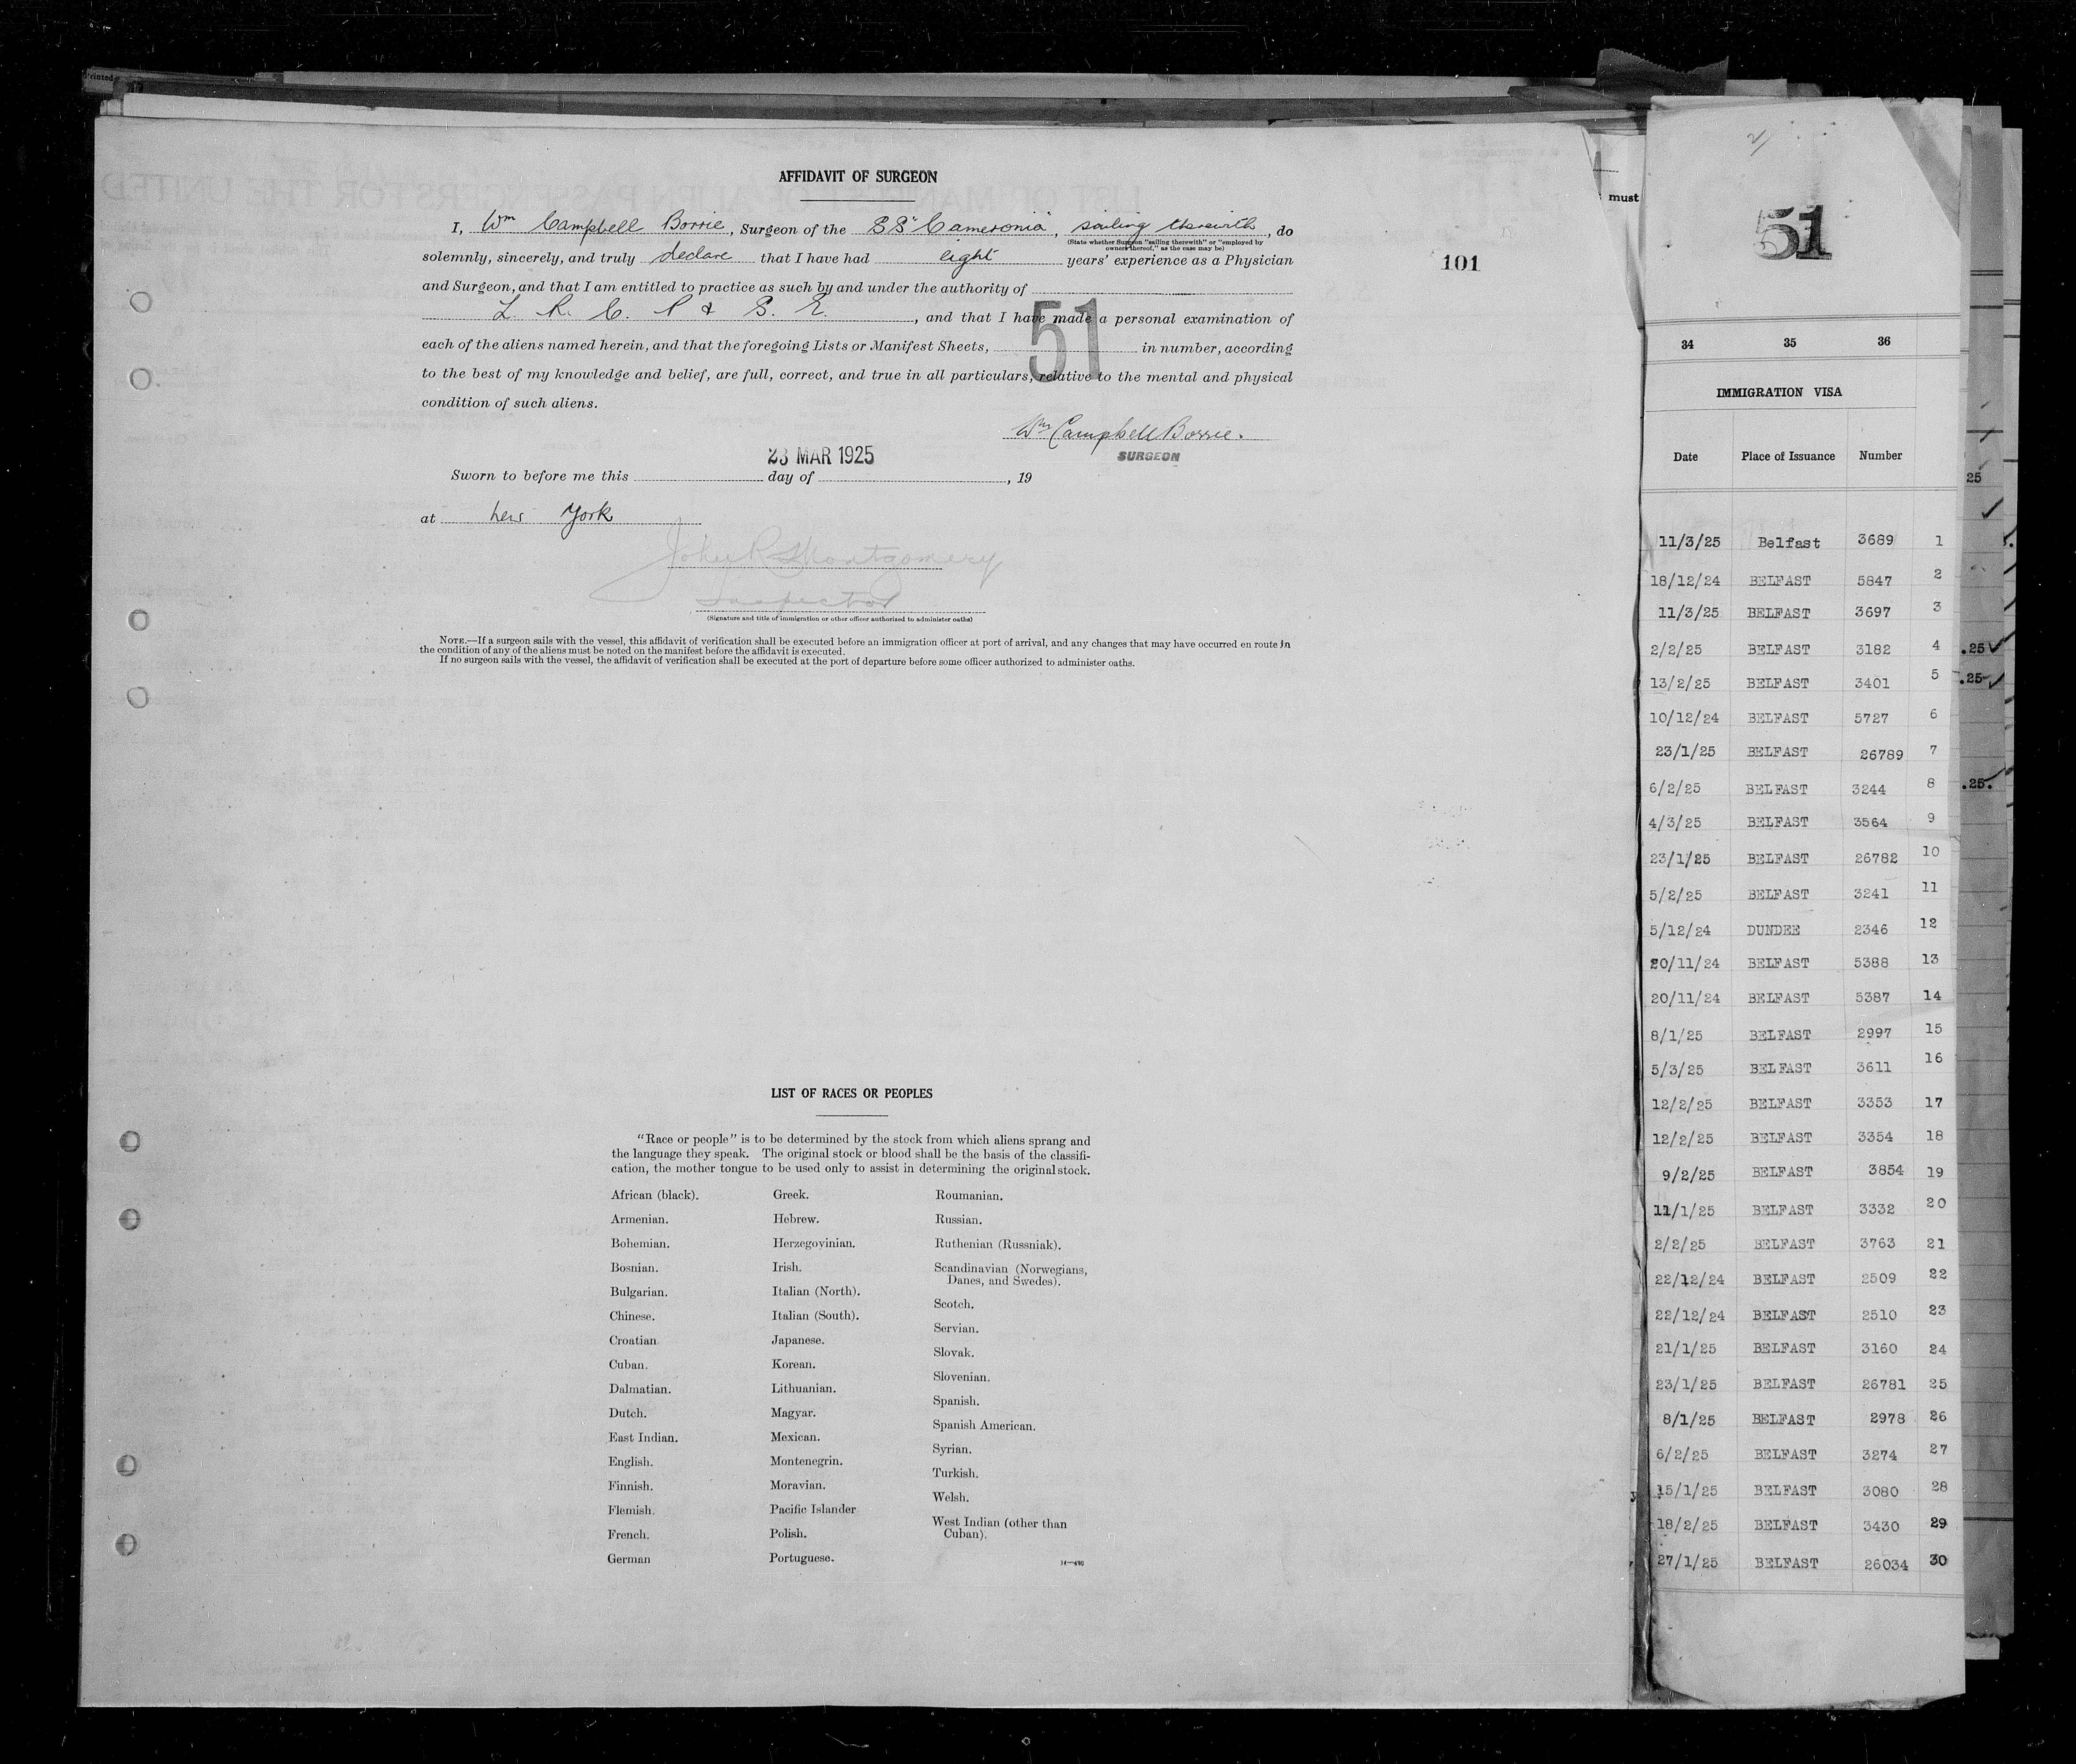 Printed
AFFIDAVIT OF SURGEON
I, Wm Campbell Borrie, Surgeon of the SS "Cameronia", sailing therewith, do
(State whether Surgeon "sailing therewith" or "employed by
owners thereof," as the case may be)
solemnly, sincerely, and truly declare that I have had eight years' experience as a Physician
and Surgeon, and that I am entitled to practice as such by and under the authority of
L. R. C. P & S. E., and that I have made a personal examination of
each of the aliens named herein, and that the foregoing Lists or Manifest Sheets, 51 in number, according
to the best of my knowledge and belief, are full, correct, and true in all particulars, relative to the mental and physical
condition of such aliens.
Wm Campbell Borrie.
SURGEON
23 MAR 1925
Sworn to before me this day of , 19
at New York
John R Montgomery
Inspector
(Signature and title of immigration or other officer authorized to administer oaths)
NOTE.—If a surgeon sails with the vessel, this affidavit of verification shall be executed before an immigration officer at port of arrival, and any changes that may have occurred en route in
the condition of any of the aliens must be noted on the manifest before the affidavit is executed.
If no surgeon sails with the vessel, the affidavit of verification shall be executed at the port of departure before some officer authorized to administer oaths.
101
LIST OF RACES OR PEOPLES
"Race or people" is to be determined by the stock from which aliens sprang and
the language they speak. The original stock or blood shall be the basis of the classifi-
cation, the mother tongue to be used only to assist in determining the original stock.
African (black).
Armenian.
Bohemian.
Bosnian.
Bulgarian.
Chinese.
Croatian.
Cuban.
Dalmatian.
Dutch.
East Indian.
English.
Finnish.
Flemish.
French.
German
Greek.
Hebrew.
Herzegovinian.
Irish.
Italian (North).
Italian (South).
Japanese.
Korean.
Lithuanian.
Magyar.
Mexican.
Montenegrin.
Moravian.
Pacific Islander
Polish.
Portuguese.
Roumanian.
Russian.
Ruthenian (Russniak).
Scandinavian (Norwegians,
Danes, and Swedes).
Scotch.
Servian.
Slovak.
Slovenian.
Spanish.
Spanish American.
Syrian.
Turkish.
Welsh.
West Indian (other than
Cuban).
must
51
34 35 36
IMMIGRATION VISA
Date Place of Issuance Number
11/3/25 Belfast 3689 1
18/12/24 BELFAST 5847 2
11/3/25 BELFAST 3697 3
2/2/25 BELFAST 3182 4
13/2/25 BELFAST 3401 5
10/12/24 BELFAST 5727 6
23/1/25 BELFAST 26789 7
6/2/25 BELFAST 3244 8
4/3/25 BELFAST 3564 9
23/1/25 BELFAST 26782 10
5/2/25 BELFAST 3241 11
5/12/24 DUNDEE 2346 12
20/11/24 BELFAST 5388 13
20/11/24 BELFAST 5387 14
8/1/25 BELFAST 2997 15
5/3/25 BELFAST 3611 16
12/2/25 BELFAST 3353 17
12/2/25 BELFAST 3354 18
9/2/25 BELFAST 3854 19
11/1/25 BELFAST 3332 20
2/2/25 BELFAST 3763 21
22/12/24 BELFAST 2509 22
22/12/24 BELFAST 2510 23
21/1/25 BELFAST 3160 24
23/1/25 BELFAST 26781 25
8/1/25 BELFAST 2978 26
6/2/25 BELFAST 3274 27
15/1/25 BELFAST 3080 28
18/2/25 BELFAST 3430 29
27/1/25 BELFAST 26034 30
25
.25
.25
.25.